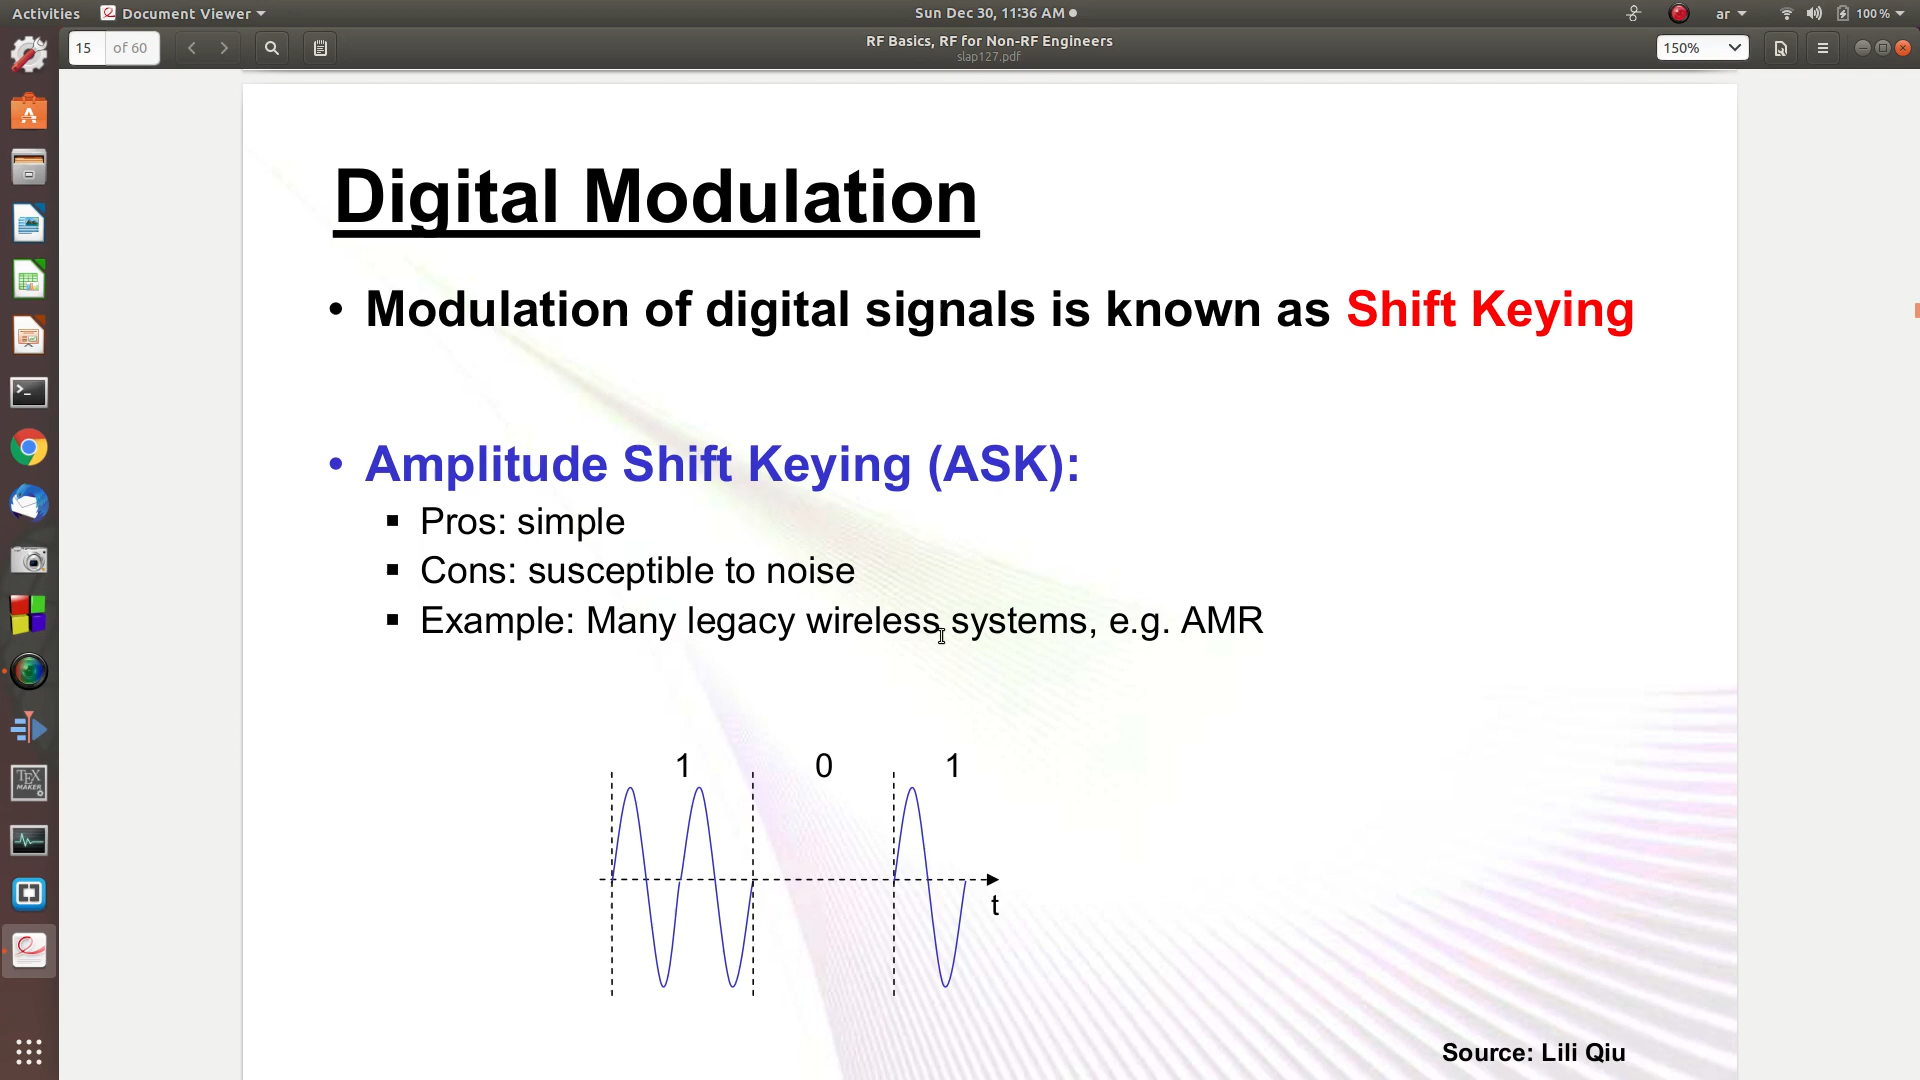 Activities
Document Viewer
Sun Dec 30, 11:36 AM
ar
100 %
15
of 60
RF Basics, RF for Non-RF Engineers
slap127.pdf
150%
Digital Modulation
• Modulation of digital signals is known as Shift Keying
• Amplitude Shift Keying (ASK):
▪ Pros: simple
▪ Cons: susceptible to noise
▪ Example: Many legacy wireless systems, e.g. AMR
1 0 1
t
Source: Lili Qiu
TEX
MAKER